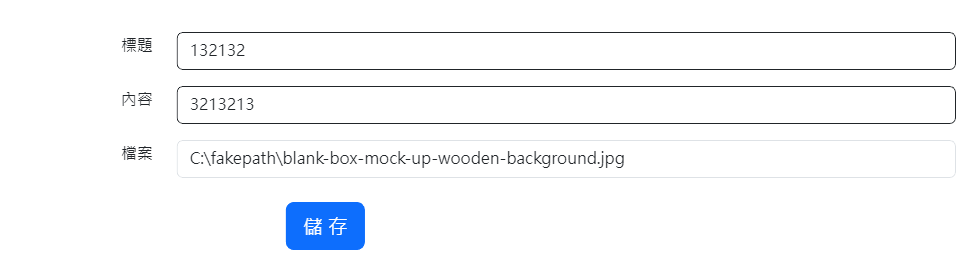 標題
132132
內容
3213213
檔案
C:\fakepath\blank-box-mock-up-wooden-background.jpg
儲 存